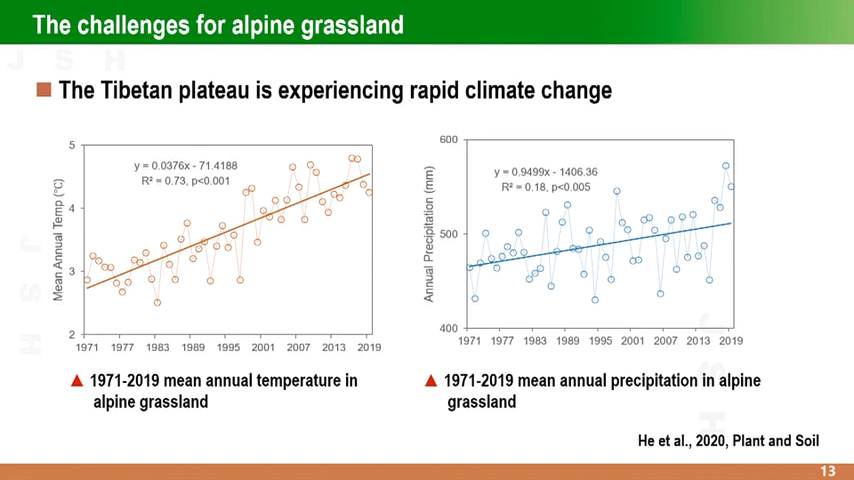 The challenges for alpine grassland
J S H
The Tibetan plateau is experiencing rapid climate change
5
4
3
2
Mean Annual Temp (°C)
y = 0.0376x - 71.4188
R² = 0.73, p<0.001
1971 1977 1983 1989 1995 2001 2007 2013 2019
600
500
400
Annual Precipitation (mm)
y = 0.9499x - 1406.36
R² = 0.18, p<0.005
1971 1977 1983 1989 1995 2001 2007 2013 2019
J S H
J S H
▲ 1971-2019 mean annual temperature in
alpine grassland
▲ 1971-2019 mean annual precipitation in alpine
grassland
He et al., 2020, Plant and Soil
13